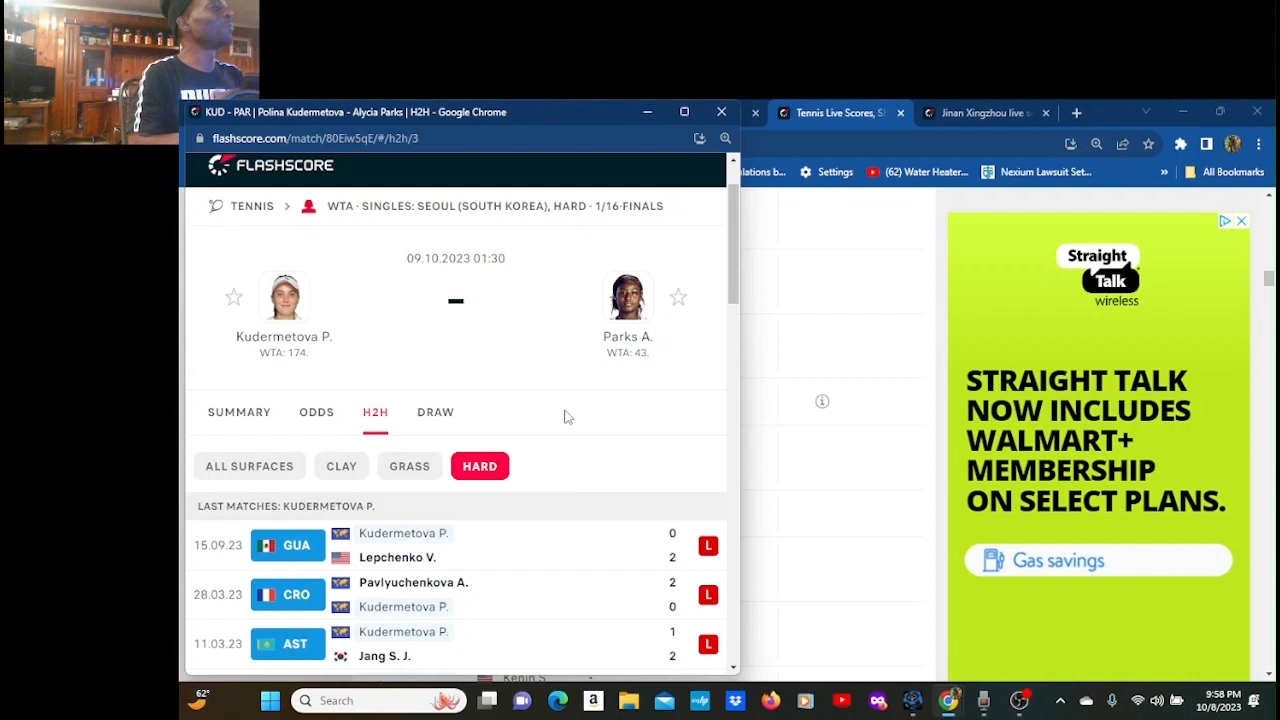 KUD - PAR | Polina Kudermetova - Alycia Parks | H2H - Google Chrome
Tennis Live Scores, S
Jinan Xingzhou live s
flashscore.com/match/80Eiw5qE/#/h2h/3
FLASHSCORE
lations b...
Settings
(62) Water Heater...
Nexium Lawsuit Set...
»
All Bookmarks
TENNIS > WTA - SINGLES: SEOUL (SOUTH KOREA), HARD - 1/16-FINALS
09.10.2023 01:30
-
Kudermetova P.
WTA: 174.
Parks A.
WTA: 43.
SUMMARY ODDS H2H DRAW
ALL SURFACES CLAY GRASS HARD
LAST MATCHES: KUDERMETOVA P.
15.09.23 GUA Kudermetova P. 0 L
Lepchenko V. 2
28.03.23 CRO Pavlyuchenkova A. 2 L
Kudermetova P. 0
11.03.23 AST Kudermetova P. 1 L
Jang S. J. 2
Kenin S. -
Straight
Talk
wireless
STRAIGHT TALK
NOW INCLUDES
WALMART+
MEMBERSHIP
ON SELECT PLANS.
Gas savings
62°
Search
9:58 PM
10/8/2023